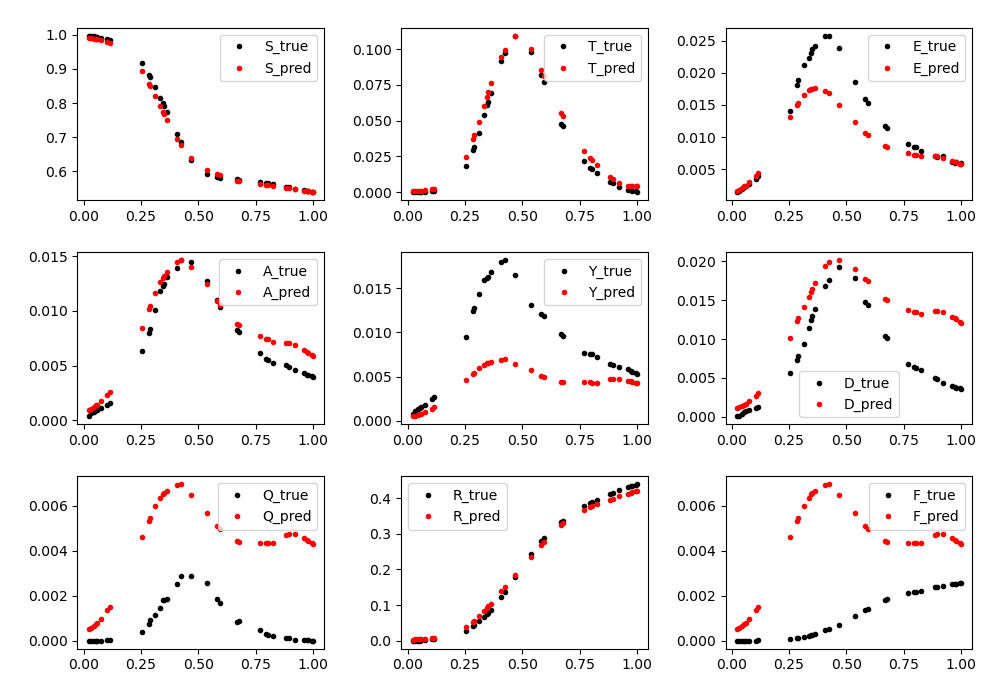 S_true
S_pred
1.0
0.9
0.8
0.7
0.6
0.00 0.25 0.50 0.75 1.00
T_true
T_pred
0.100
0.075
0.050
0.025
0.000
0.00 0.25 0.50 0.75 1.00
E_true
E_pred
0.025
0.020
0.015
0.010
0.005
0.00 0.25 0.50 0.75 1.00
A_true
A_pred
0.015
0.010
0.005
0.000
0.00 0.25 0.50 0.75 1.00
Y_true
Y_pred
0.015
0.010
0.005
0.000
0.00 0.25 0.50 0.75 1.00
0.020
0.015
0.010
0.005
0.000
D_true
D_pred
0.00 0.25 0.50 0.75 1.00
Q_true
Q_pred
0.006
0.004
0.002
0.000
0.00 0.25 0.50 0.75 1.00
R_true
R_pred
0.4
0.3
0.2
0.1
0.0
0.00 0.25 0.50 0.75 1.00
F_true
F_pred
0.006
0.004
0.002
0.000
0.00 0.25 0.50 0.75 1.00